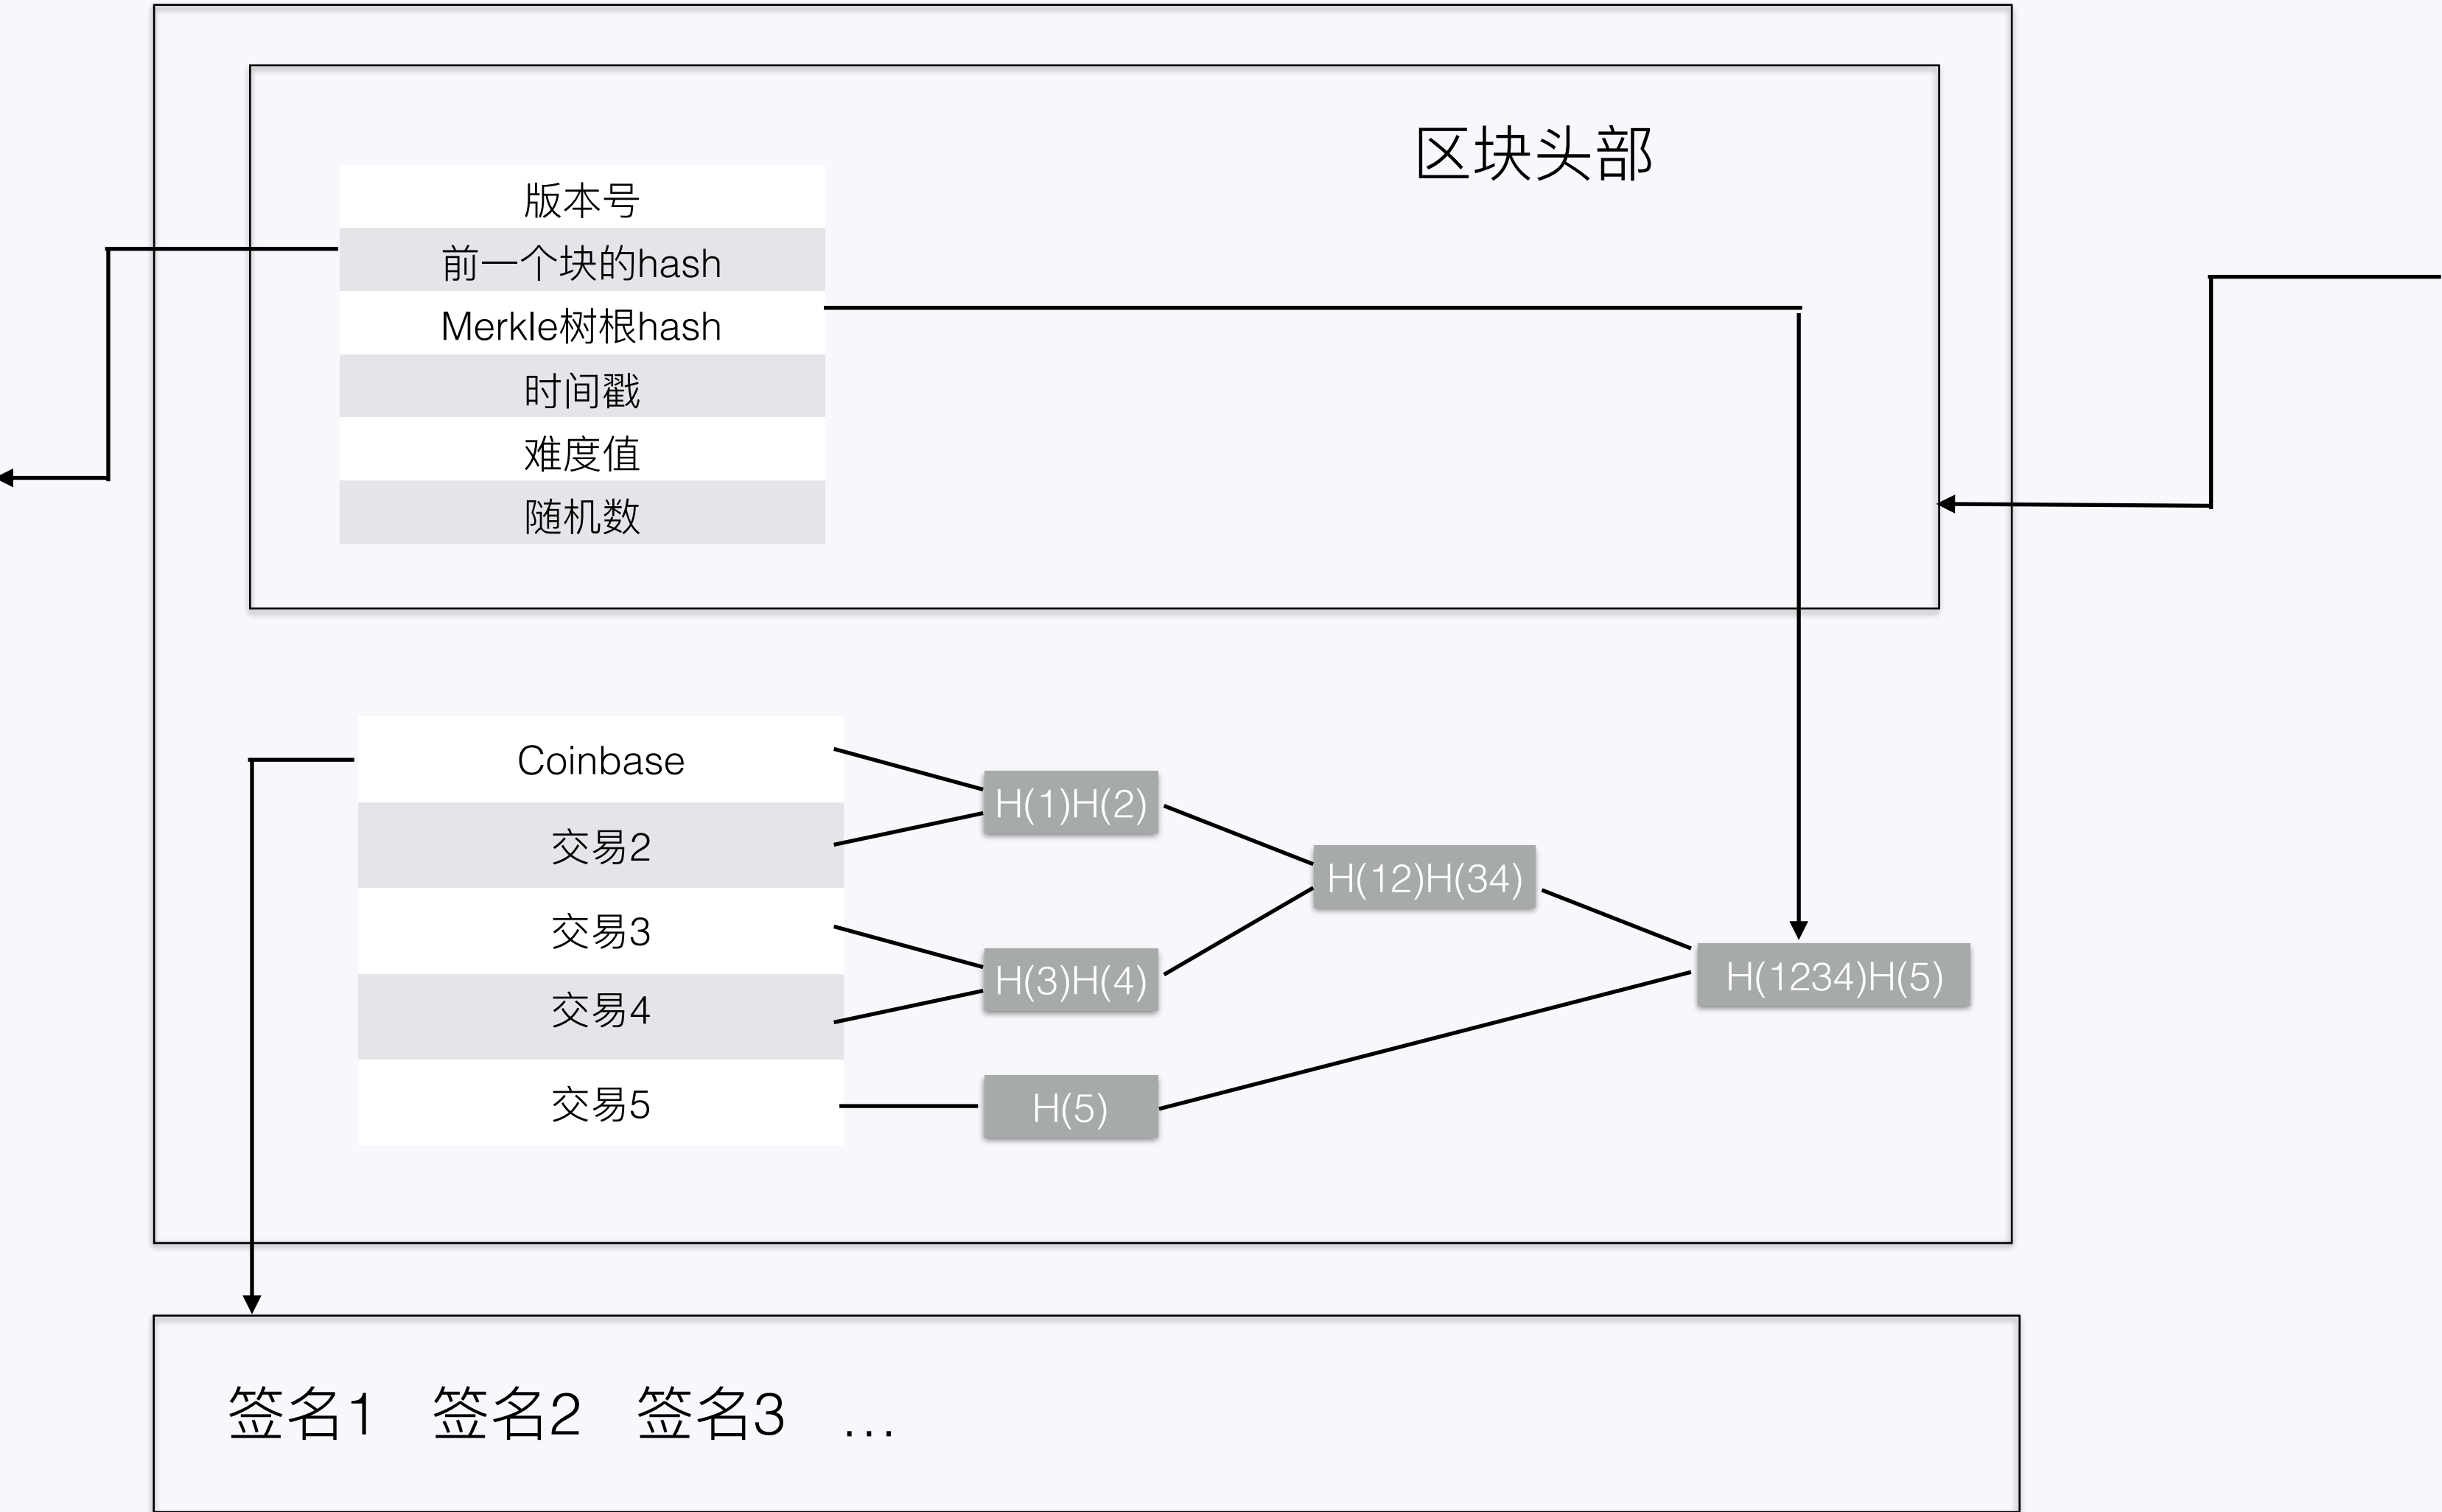 区块头部
版本号
前一个块的hash
Merkle树根hash
时间戳
难度值
随机数
Coinbase
交易2
交易3
交易4
交易5
H(1)H(2)
H(3)H(4)
H(5)
H(12)H(34)
H(1234)H(5)
签名1 签名2 签名3 ...